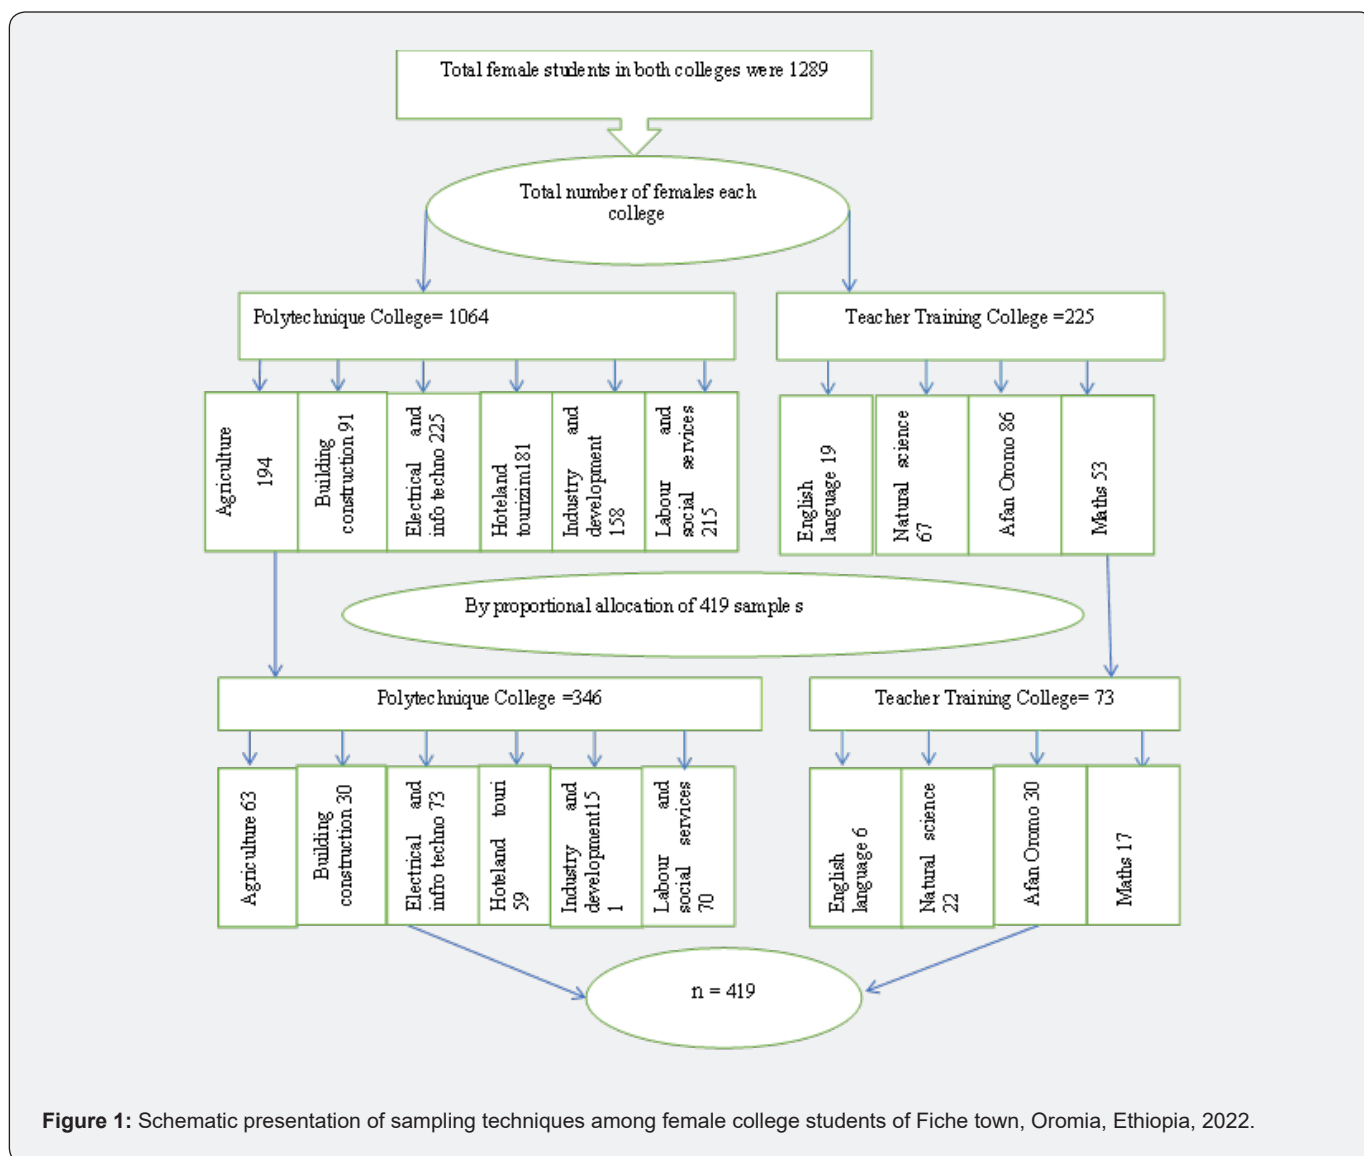 Total female students in both colleges were 1289
Total number of females each
college
Polytechnique College= 1064
Teacher Training College =225
Agriculture
194
Building
construction 91
Electrical and
info techno 225
Hoteland
tourizim181
Industry and
development
158
Labour and
social services
215
English
language 19
Natural science
67
Afan Oromo 86
Maths 53
By proportional allocation of 419 sample s
Polytechnique College =346
Teacher Training College= 73
Agriculture 63
Building
construction 30
Electrical and
infro techno 73
Hoteland touri
59
Industry and
development15
1
Labour and
social services
70
English
language 6
Natural science
22
Afan Oromo 30
Maths 17
n = 419
Figure 1: Schematic presentation of sampling techniques among female college students of Fiche town, Oromia, Ethiopia, 2022.